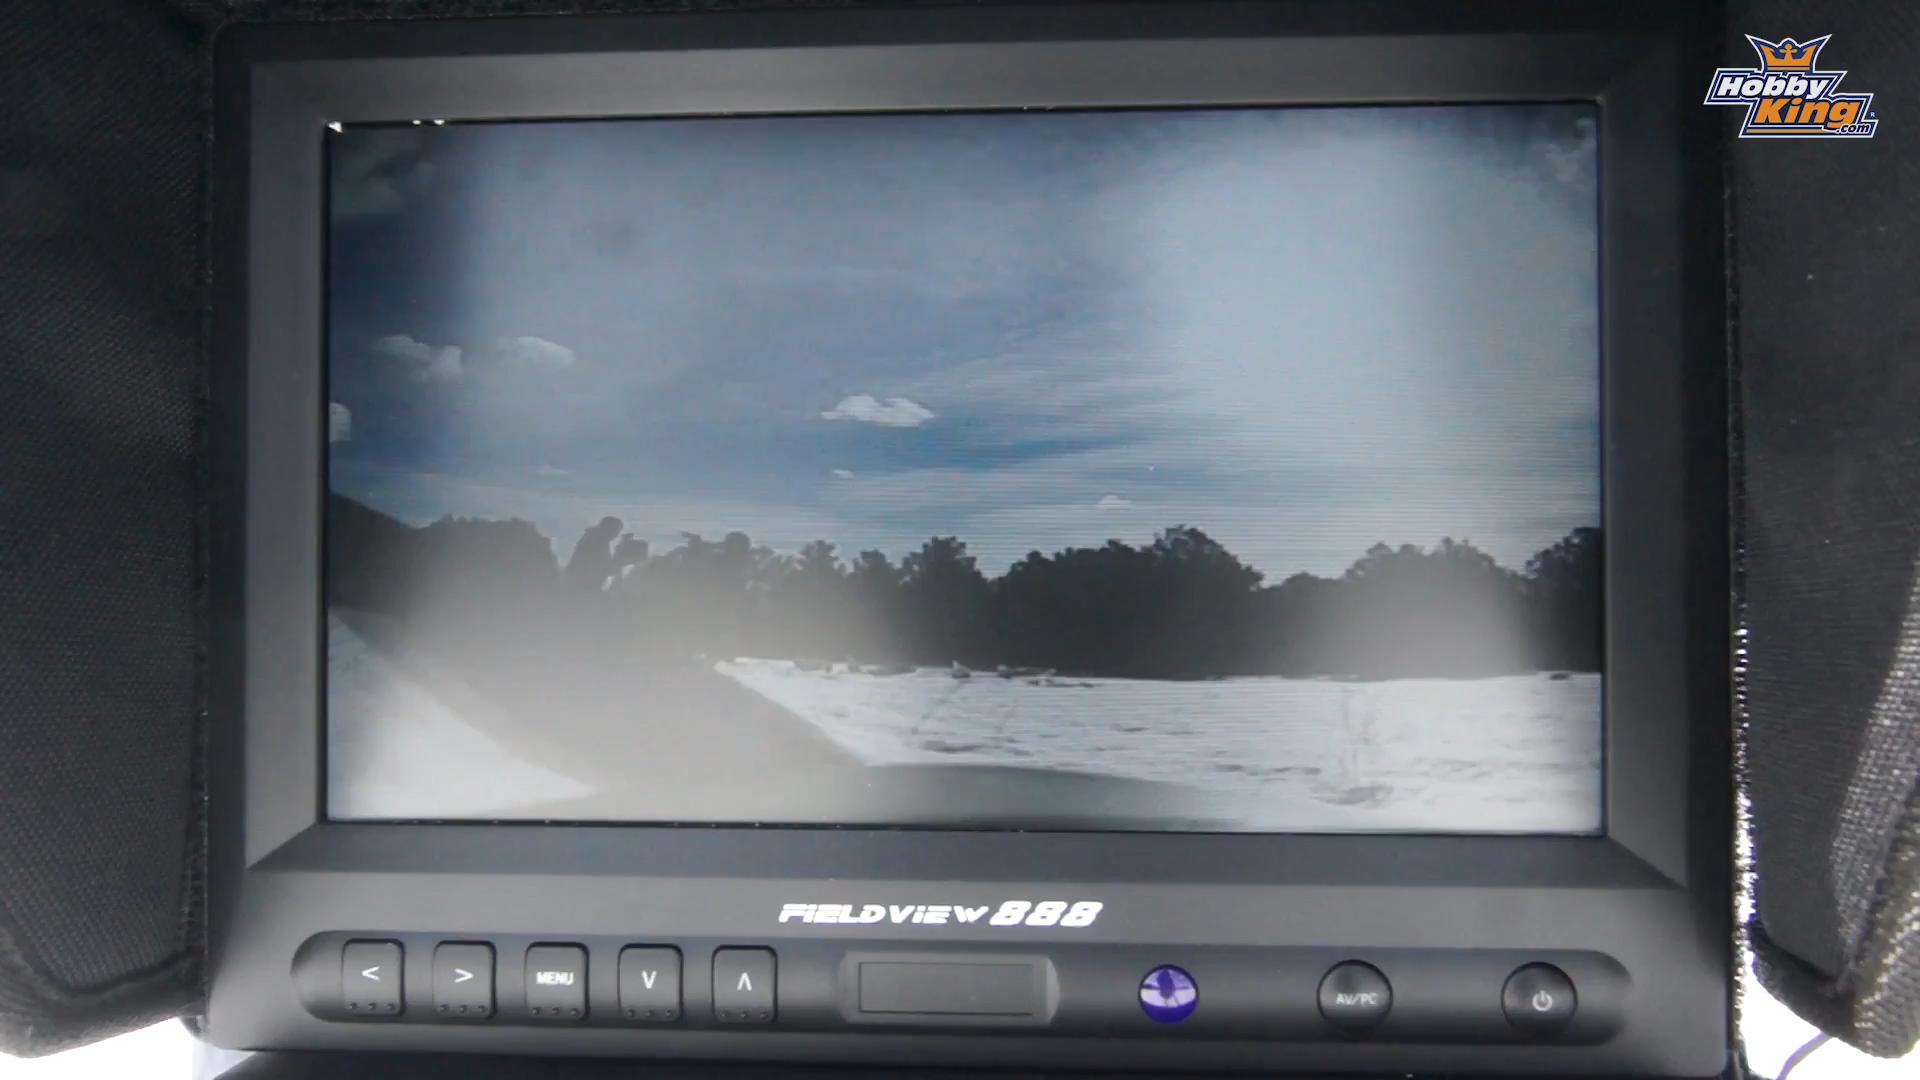 Hobby
King
.com
FIELDVIEW 888
< > MENU V Λ AV/PC